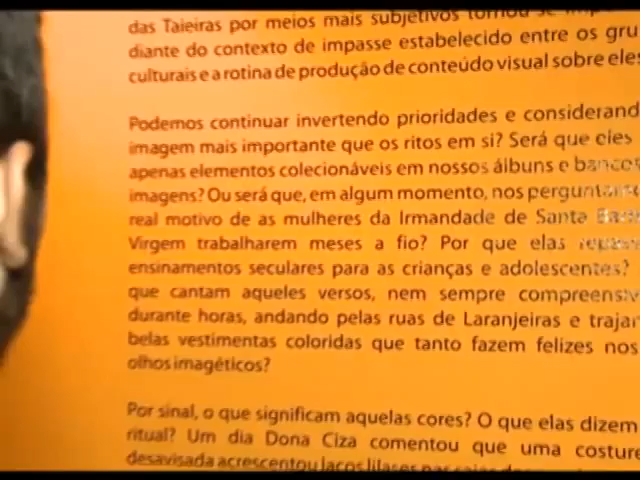 das Taieiras por meios mais subjetivos tornou se
diante do contexto de impasse estabelecido entre os gru
culturais e a rotina de produção de conteúdo visual sobre eles
Podemos continuar invertendo prioridades e considerand
imagem mais importante que os ritos em si? Será que eles
apenas elementos colecionáveis em nossos álbuns e bancos
imagens? Ou será que, em algum momento, nos
real motivo de as mulheres da Irmandade de Santa
Virgem trabalharem meses a fio? Por que elas
ensinamentos seculares para as crianças e adolescentes?
que cantam aqueles versos, nem sempre compreensív
durante horas, andando pelas ruas de Laranjeiras e trajan
belas vestimentas coloridas que tanto fazem felizes nos
olhos imagéticos?
Por sinal, o que significam aquelas cores? O que elas dizem
ritual? Um dia Dona Ciza comentou que uma costure
desavisada acrescentou laços lilases nas saias